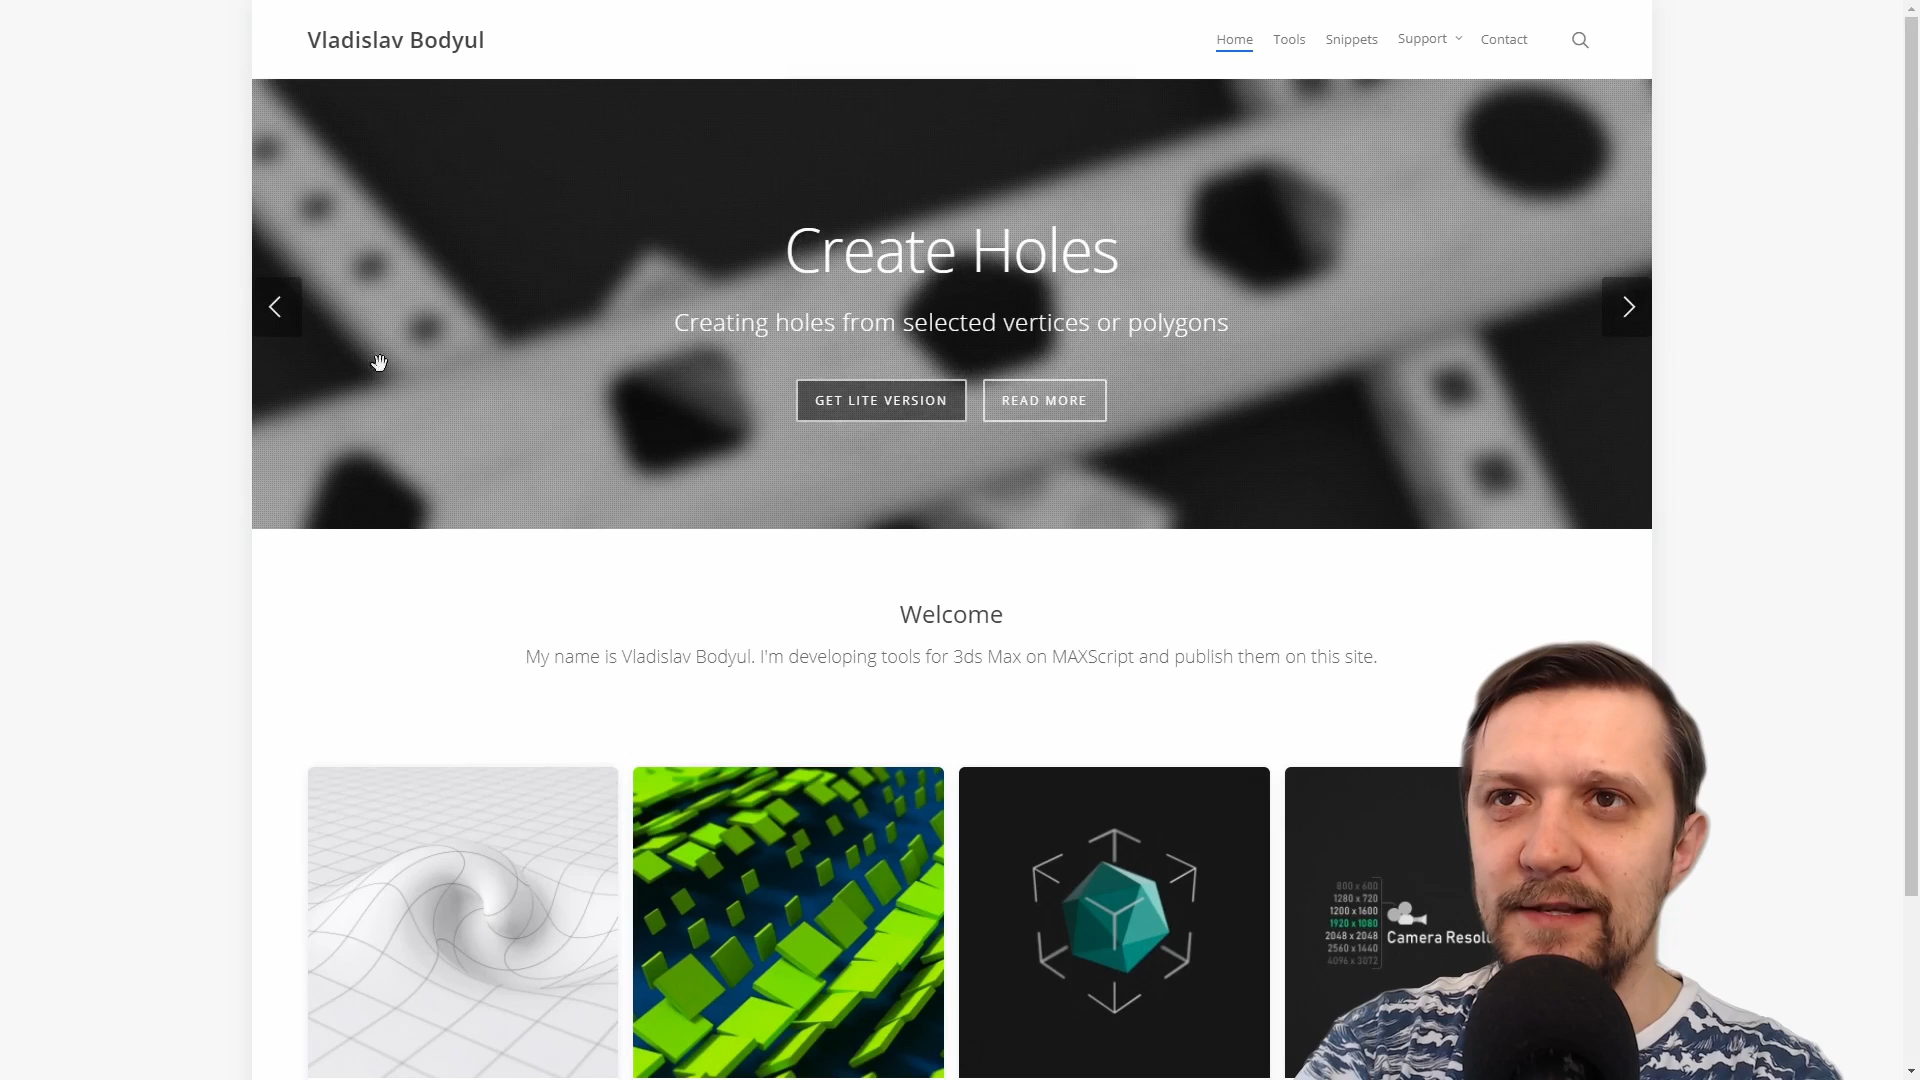 Vladislav Bodyul
Home Tools Snippets Support Contact
Create Holes
Creating holes from selected vertices or polygons
GET LITE VERSION
READ MORE
Welcome
My name is Vladislav Bodyul. I'm developing tools for 3ds Max on MAXScript and publish them on this site.
800 x 600
1280 x 720
1200 x 1600
1920 x 1080
2048 x 2048
2560 x 1440
4096 x 3072
Camera Resolu